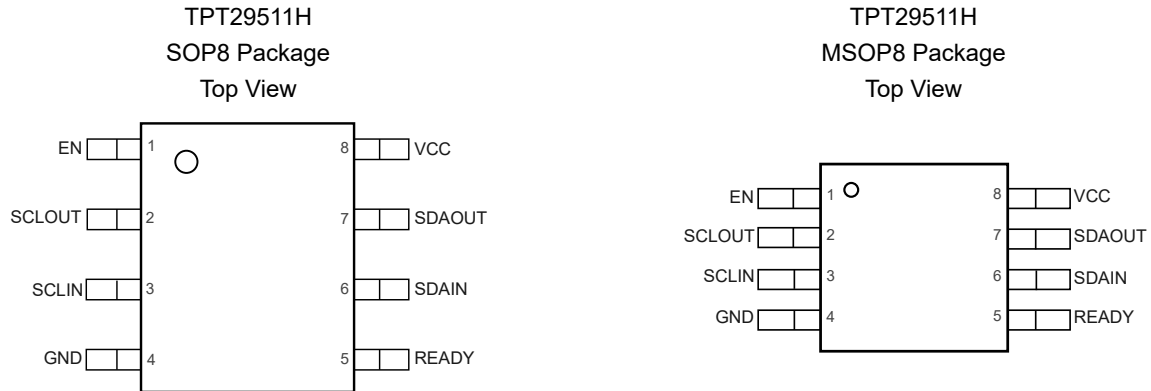 TPT29511H
SOP8 Package
Top View
EN 1 8 VCC
SCLOUT 2 7 SDAOUT
SCLIN 3 6 SDAIN
GND 4 5 READY
TPT29511H
MSOP8 Package
Top View
EN 1 8 VCC
SCLOUT 2 7 SDAOUT
SCLIN 3 6 SDAIN
GND 4 5 READY